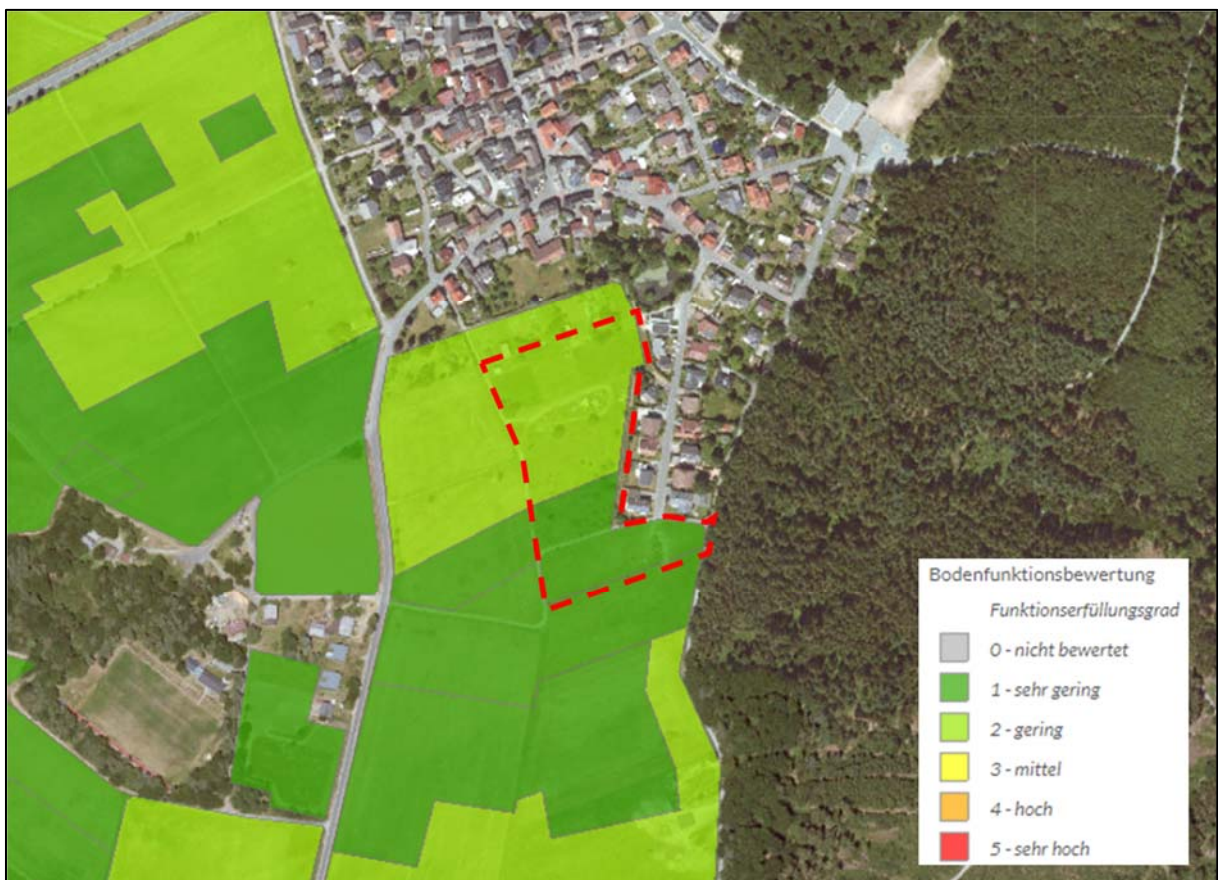 Bodenfunktionsbewertung
Funktionserfüllungsgrad
0 - nicht bewertet
1 - sehr gering
2 - gering
3 - mittel
4 - hoch
5 - sehr hoch